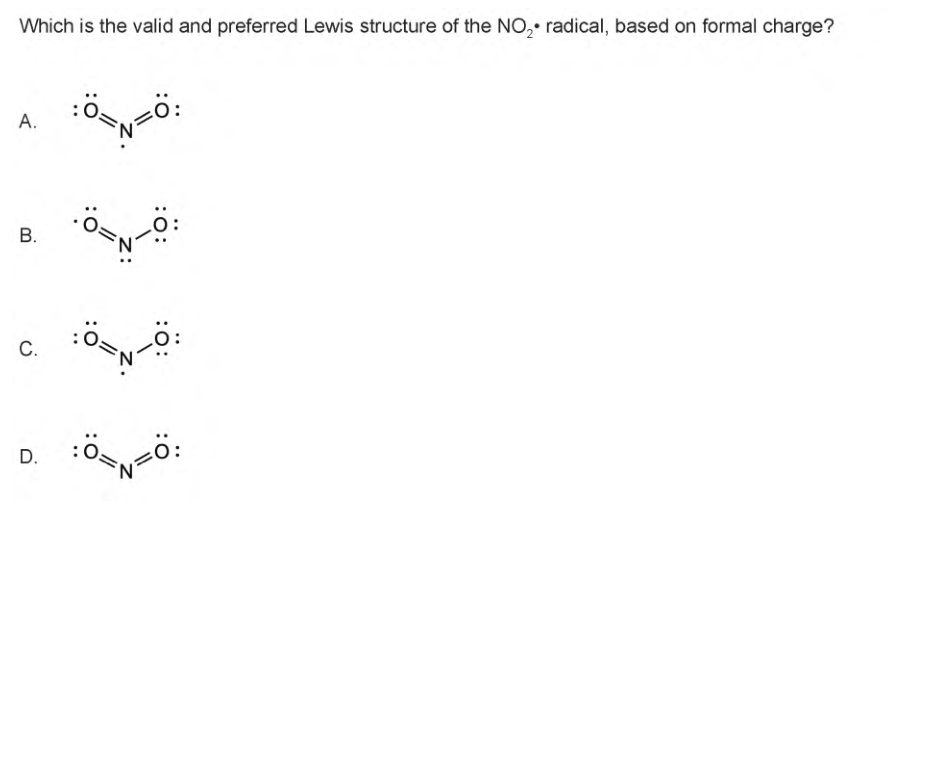 Which is the valid and preferred Lewis structure of the NO₂• radical, based on formal charge?
A. :Ö=N=Ö: ·
B. ·Ö=N̤-Ö̤:
C. :Ö=N-Ö̤: ·
D. :Ö=N=Ö: